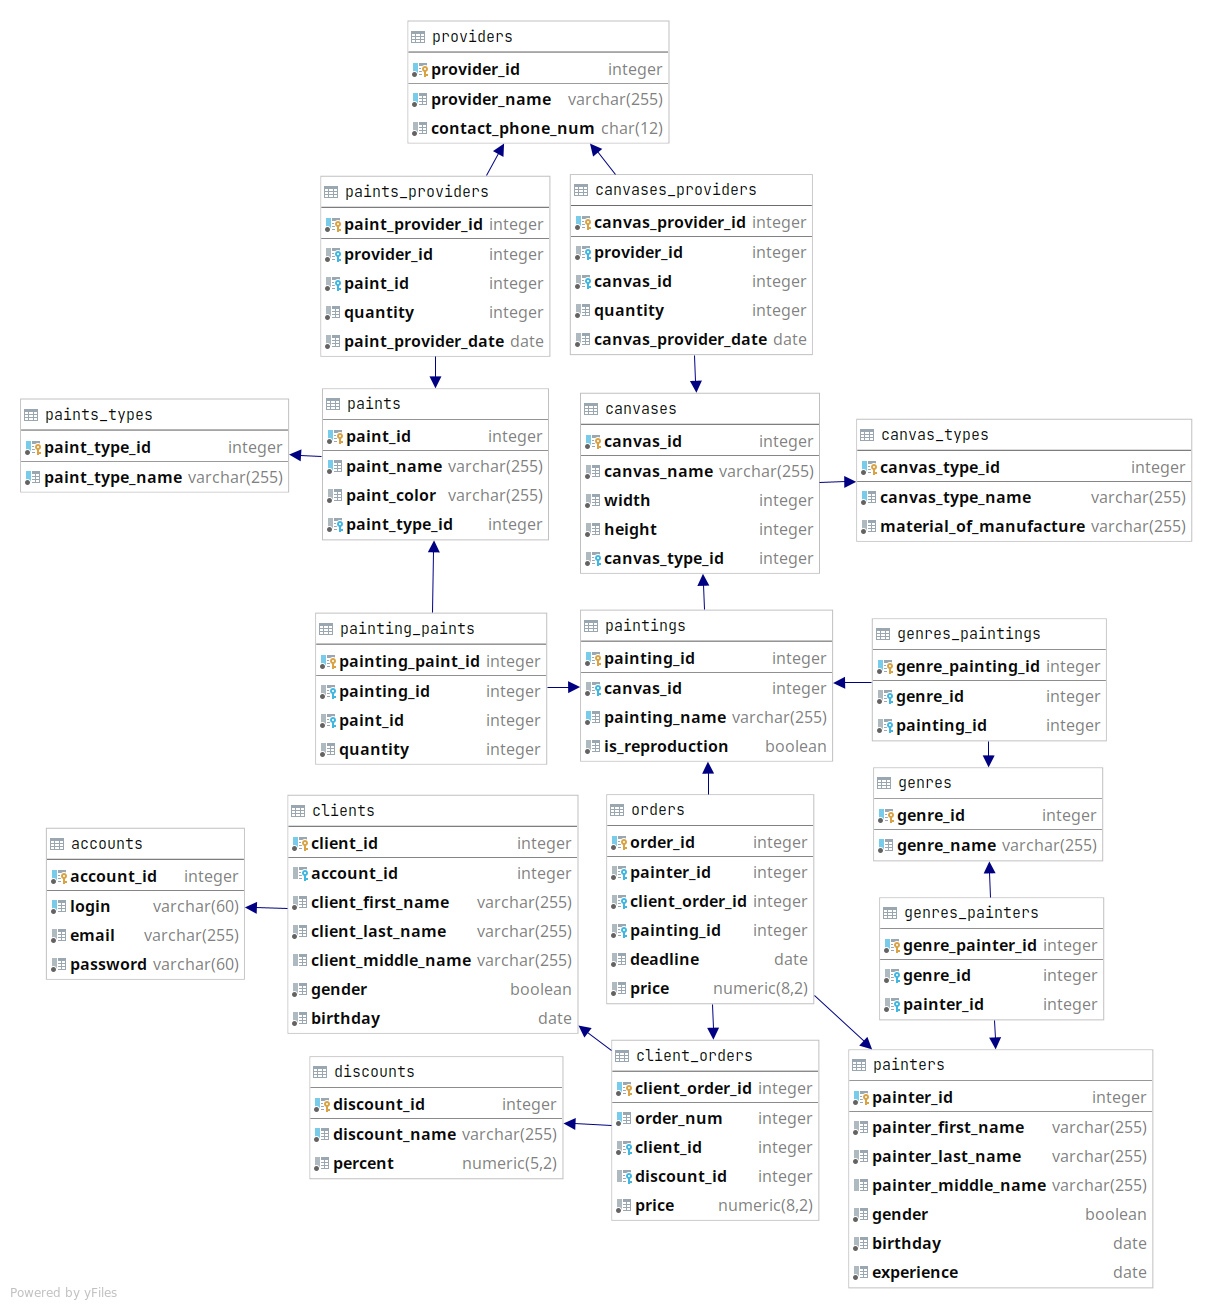 providers
provider_id integer
provider_name varchar(255)
contact_phone_num char(12)
paints_providers
paint_provider_id integer
provider_id integer
paint_id integer
quantity integer
paint_provider_date date
canvases_providers
canvas_provider_id integer
provider_id integer
canvas_id integer
quantity integer
canvas_provider_date date
paints_types
paint_type_id integer
paint_type_name varchar(255)
paints
paint_id integer
paint_name varchar(255)
paint_color varchar(255)
paint_type_id integer
canvases
canvas_id integer
canvas_name varchar(255)
width integer
height integer
canvas_type_id integer
canvas_types
canvas_type_id integer
canvas_type_name varchar(255)
material_of_manufacture varchar(255)
painting_paints
painting_paint_id integer
painting_id integer
paint_id integer
quantity integer
paintings
painting_id integer
canvas_id integer
painting_name varchar(255)
is_reproduction boolean
genres_paintings
genre_painting_id integer
genre_id integer
painting_id integer
genres
genre_id integer
genre_name varchar(255)
accounts
account_id integer
login varchar(60)
email varchar(255)
password varchar(60)
clients
client_id integer
account_id integer
client_first_name varchar(255)
client_last_name varchar(255)
client_middle_name varchar(255)
gender boolean
birthday date
orders
order_id integer
painter_id integer
client_order_id integer
painting_id integer
deadline date
price numeric(8,2)
genres_painters
genre_painter_id integer
genre_id integer
painter_id integer
discounts
discount_id integer
discount_name varchar(255)
percent numeric(5,2)
client_orders
client_order_id integer
order_num integer
client_id integer
discount_id integer
price numeric(8,2)
painters
painter_id integer
painter_first_name varchar(255)
painter_last_name varchar(255)
painter_middle_name varchar(255)
gender boolean
birthday date
experience date
Powered by yFiles